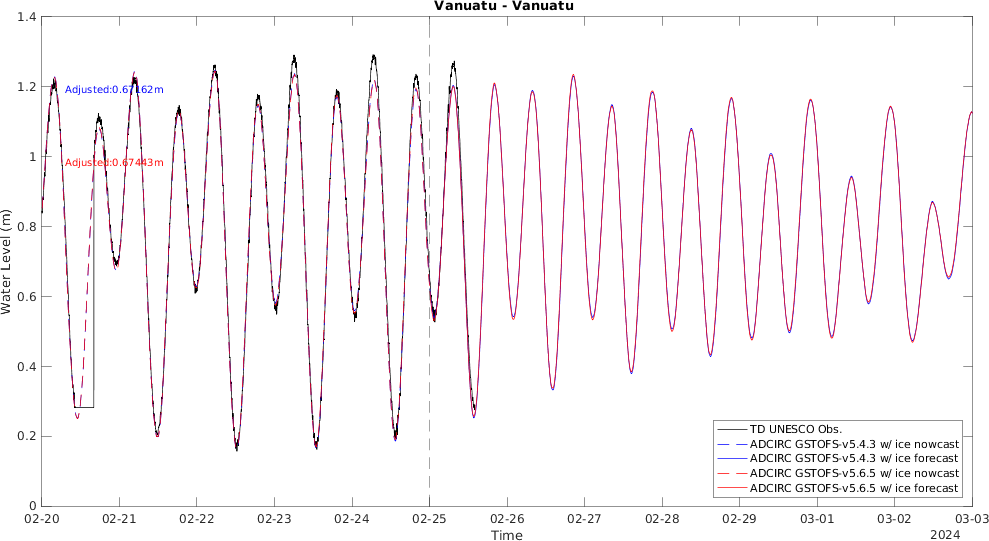 Vanuatu - Vanuatu
1.4
1.2
1
0.8
0.6
0.4
0.2
0
Water Level (m)
Adjusted:0.67162m
Adjusted:0.67443m
TD UNESCO Obs.
ADCIRC GSTOFS-v5.4.3 w/ ice nowcast
ADCIRC GSTOFS-v5.4.3 w/ ice forecast
ADCIRC GSTOFS-v5.6.5 w/ ice nowcast
ADCIRC GSTOFS-v5.6.5 w/ ice forecast
02-20 02-21 02-22 02-23 02-24 02-25 02-26 02-27 02-28 02-29 03-01 03-02 03-03
Time
2024